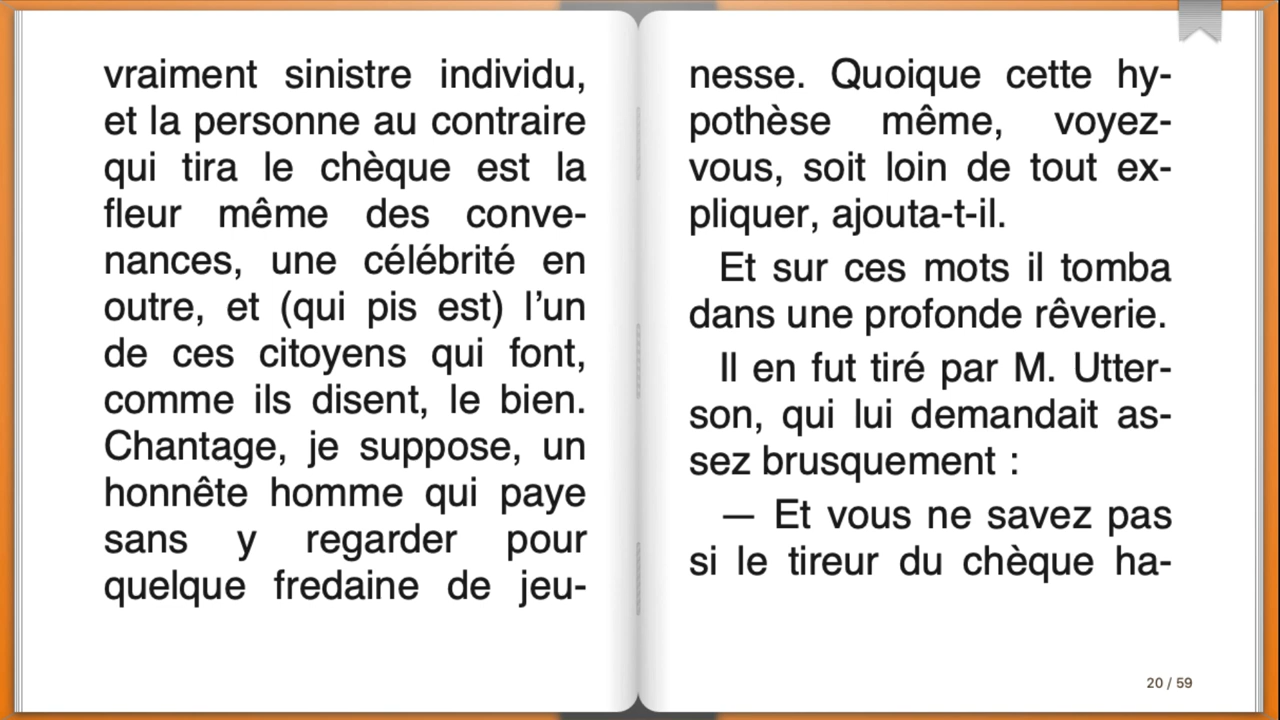 vraiment sinistre individu,
et la personne au contraire
qui tira le chèque est la
fleur même des conve-
nances, une célébrité en
outre, et (qui pis est) l’un
de ces citoyens qui font,
comme ils disent, le bien.
Chantage, je suppose, un
honnête homme qui paye
sans y regarder pour
quelque fredaine de jeu-
nesse. Quoique cette hy-
pothèse même, voyez-
vous, soit loin de tout ex-
pliquer, ajouta-t-il.
Et sur ces mots il tomba
dans une profonde rêverie.
Il en fut tiré par M. Utter-
son, qui lui demandait as-
sez brusquement :
— Et vous ne savez pas
si le tireur du chèque ha-
20 / 59